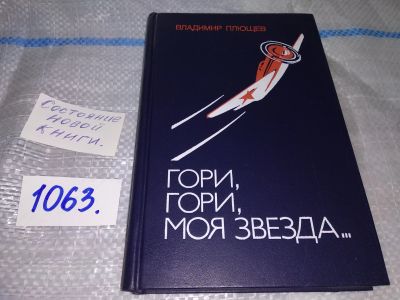 ВЛАДИМИР ПЛЮЩЕВ
Состояние
новой
книги.
ГОРИ,
ГОРИ,
МОЯ ЗВЕЗДА...
1063.